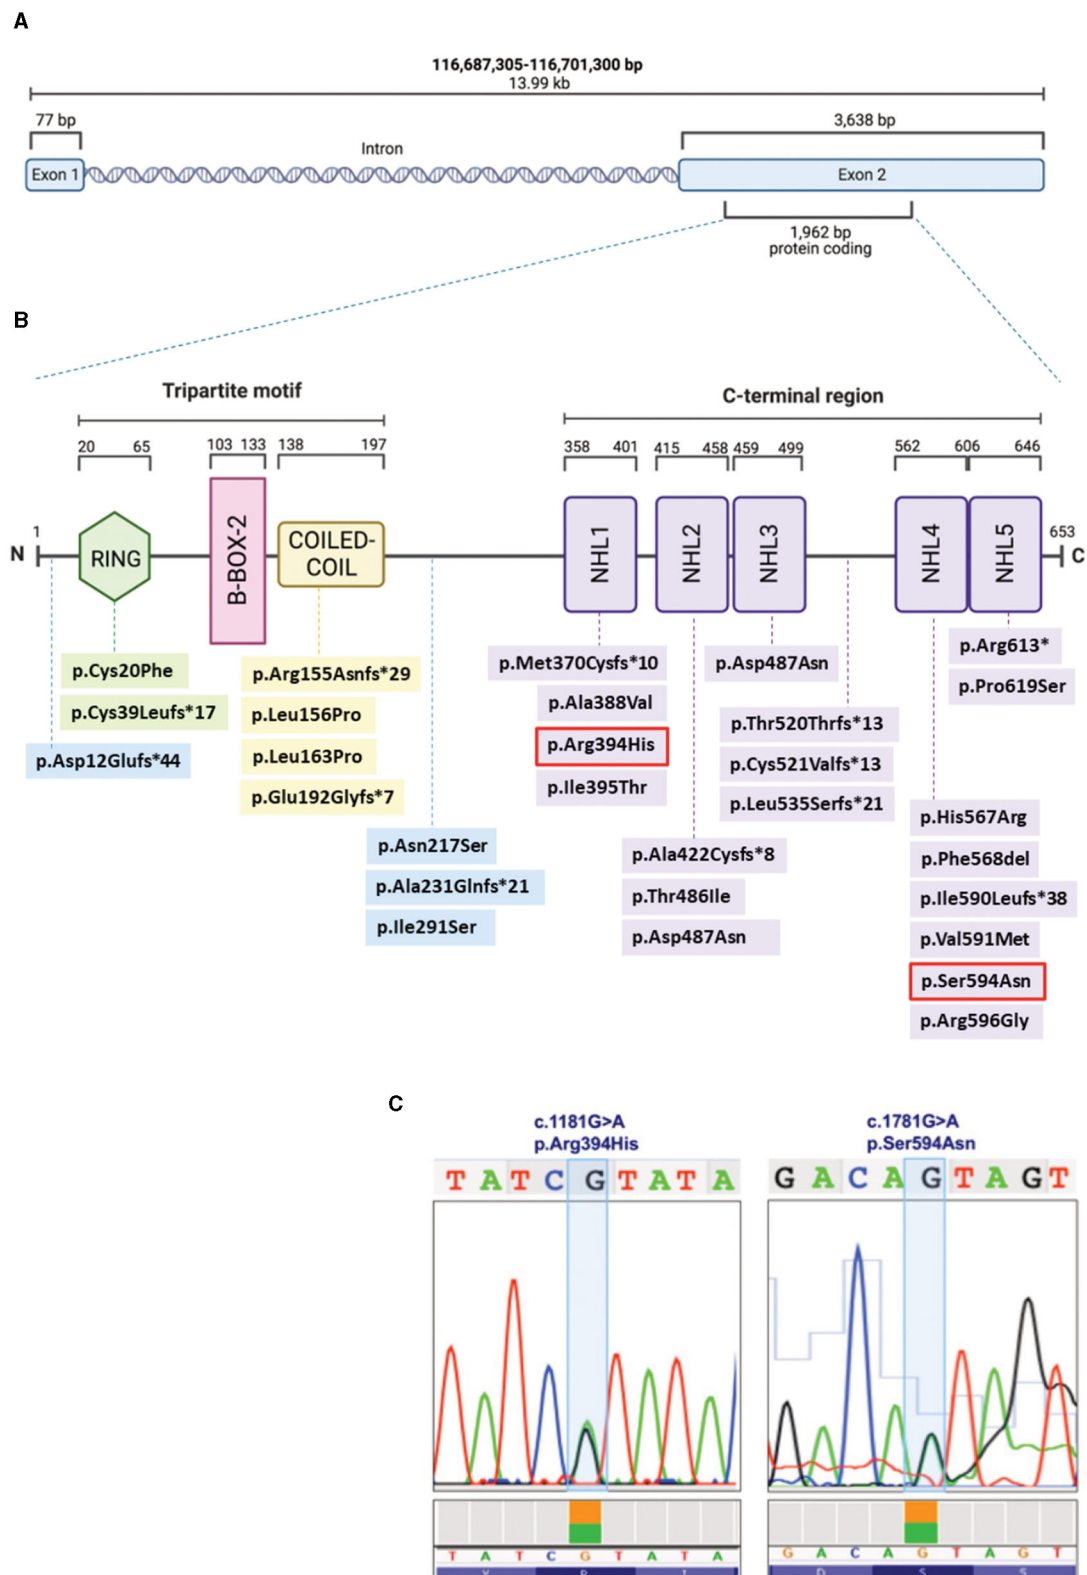 A
116,687,305-116,701,300 bp
13.99 kb
77 bp
3,638 bp
Intron
Exon 1
Exon 2
1,962 bp
protein coding
B
Tripartite motif
C-terminal region
20 65
103 133
138 197
358 401
415 458
459 499
562 606
646
N
1
RING
B-BOX-2
COILED-
COIL
NHL1
NHL2
NHL3
NHL4
NHL5
653
C
p.Cys20Phe
p.Cys39Leufs*17
p.Asp12Glufs*44
p.Arg155Asnfs*29
p.Leu156Pro
p.Leu163Pro
p.Glu192Glyfs*7
p.Asn217Ser
p.Ala231Glnfs*21
p.Ile291Ser
p.Met370Cysfs*10
p.Ala388Val
p.Arg394His
p.Ile395Thr
p.Ala422Cysfs*8
p.Thr486Ile
p.Asp487Asn
p.Asp487Asn
p.Thr520Thrfs*13
p.Cys521Valfs*13
p.Leu535Serfs*21
p.His567Arg
p.Phe568del
p.Ile590Leufs*38
p.Val591Met
p.Ser594Asn
p.Arg596Gly
p.Arg613*
p.Pro619Ser
C
c.1181G>A
p.Arg394His
T A T C G T A T A
T A T C G T A T A
c.1781G>A
p.Ser594Asn
G A C A G T A G T
G A C A G T A G T